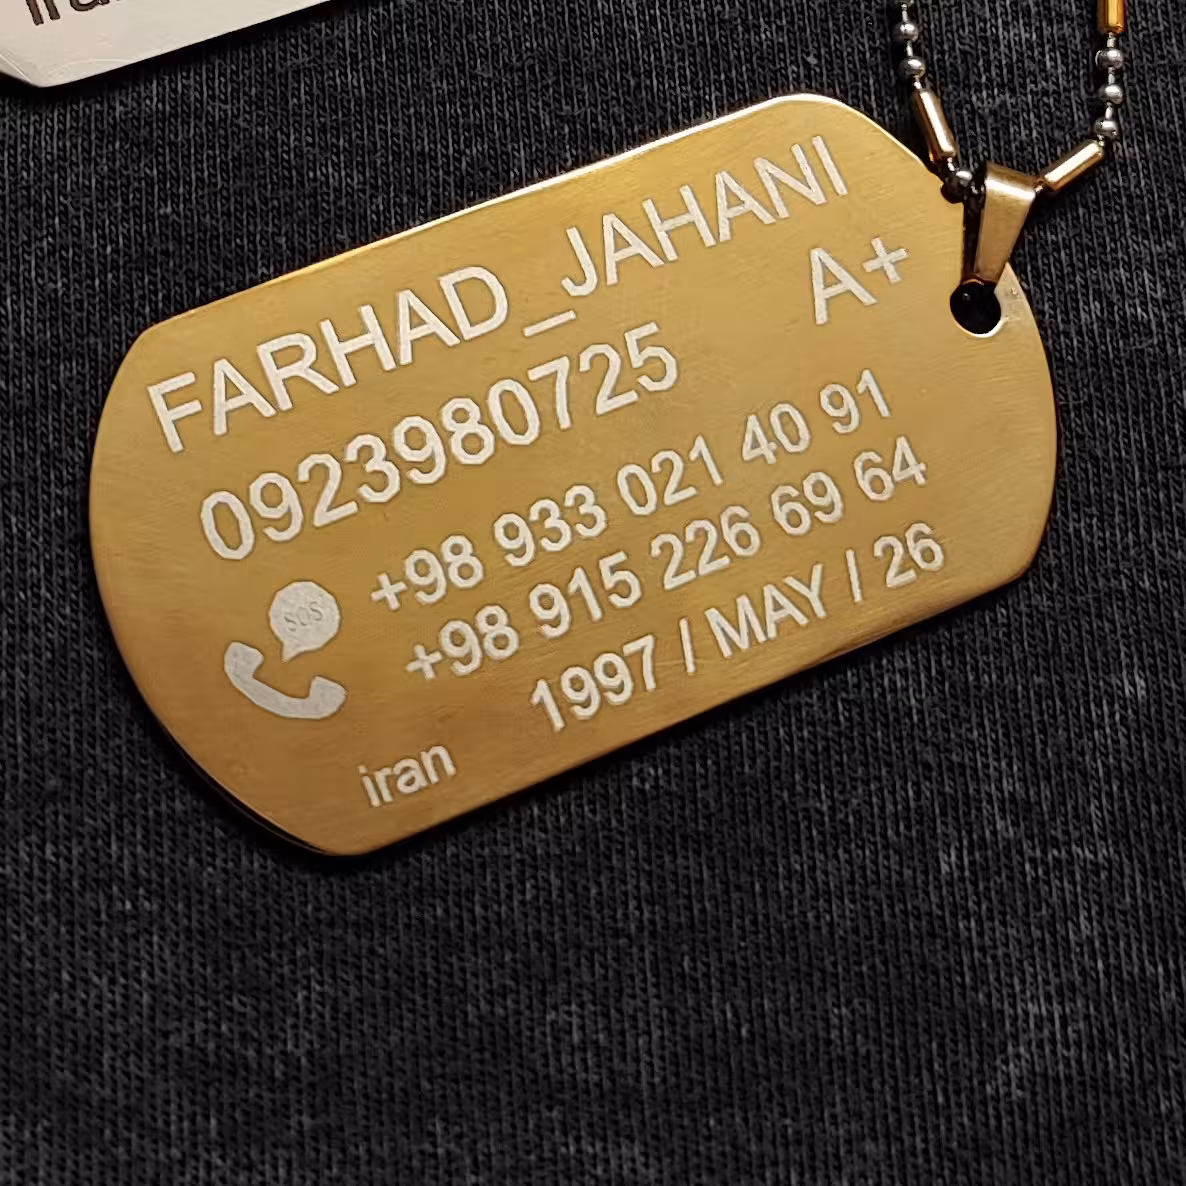 FARHAD_JAHANI
A+
0923980725
+98 933 021 40 91
+98 915 226 69 64
SOS
1997 / MAY / 26
iran